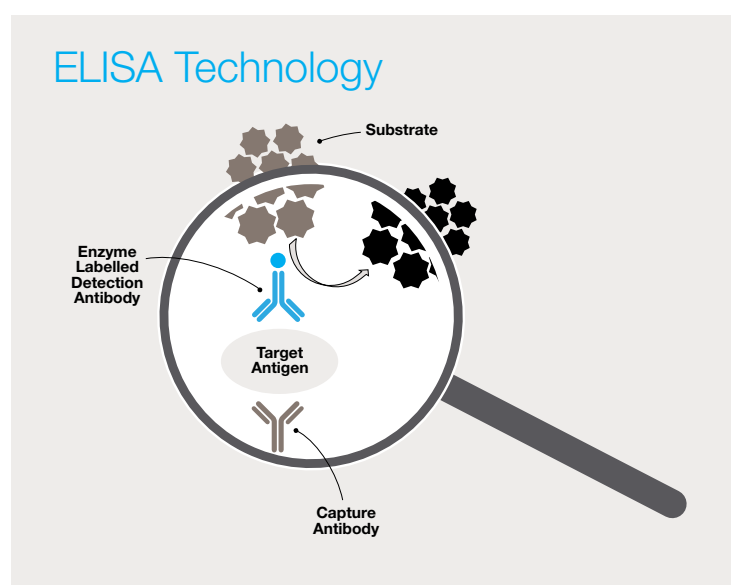 ELISA Technology
Substrate
Enzyme
Labelled
Detection
Antibody
Target
Antigen
Capture
Antibody